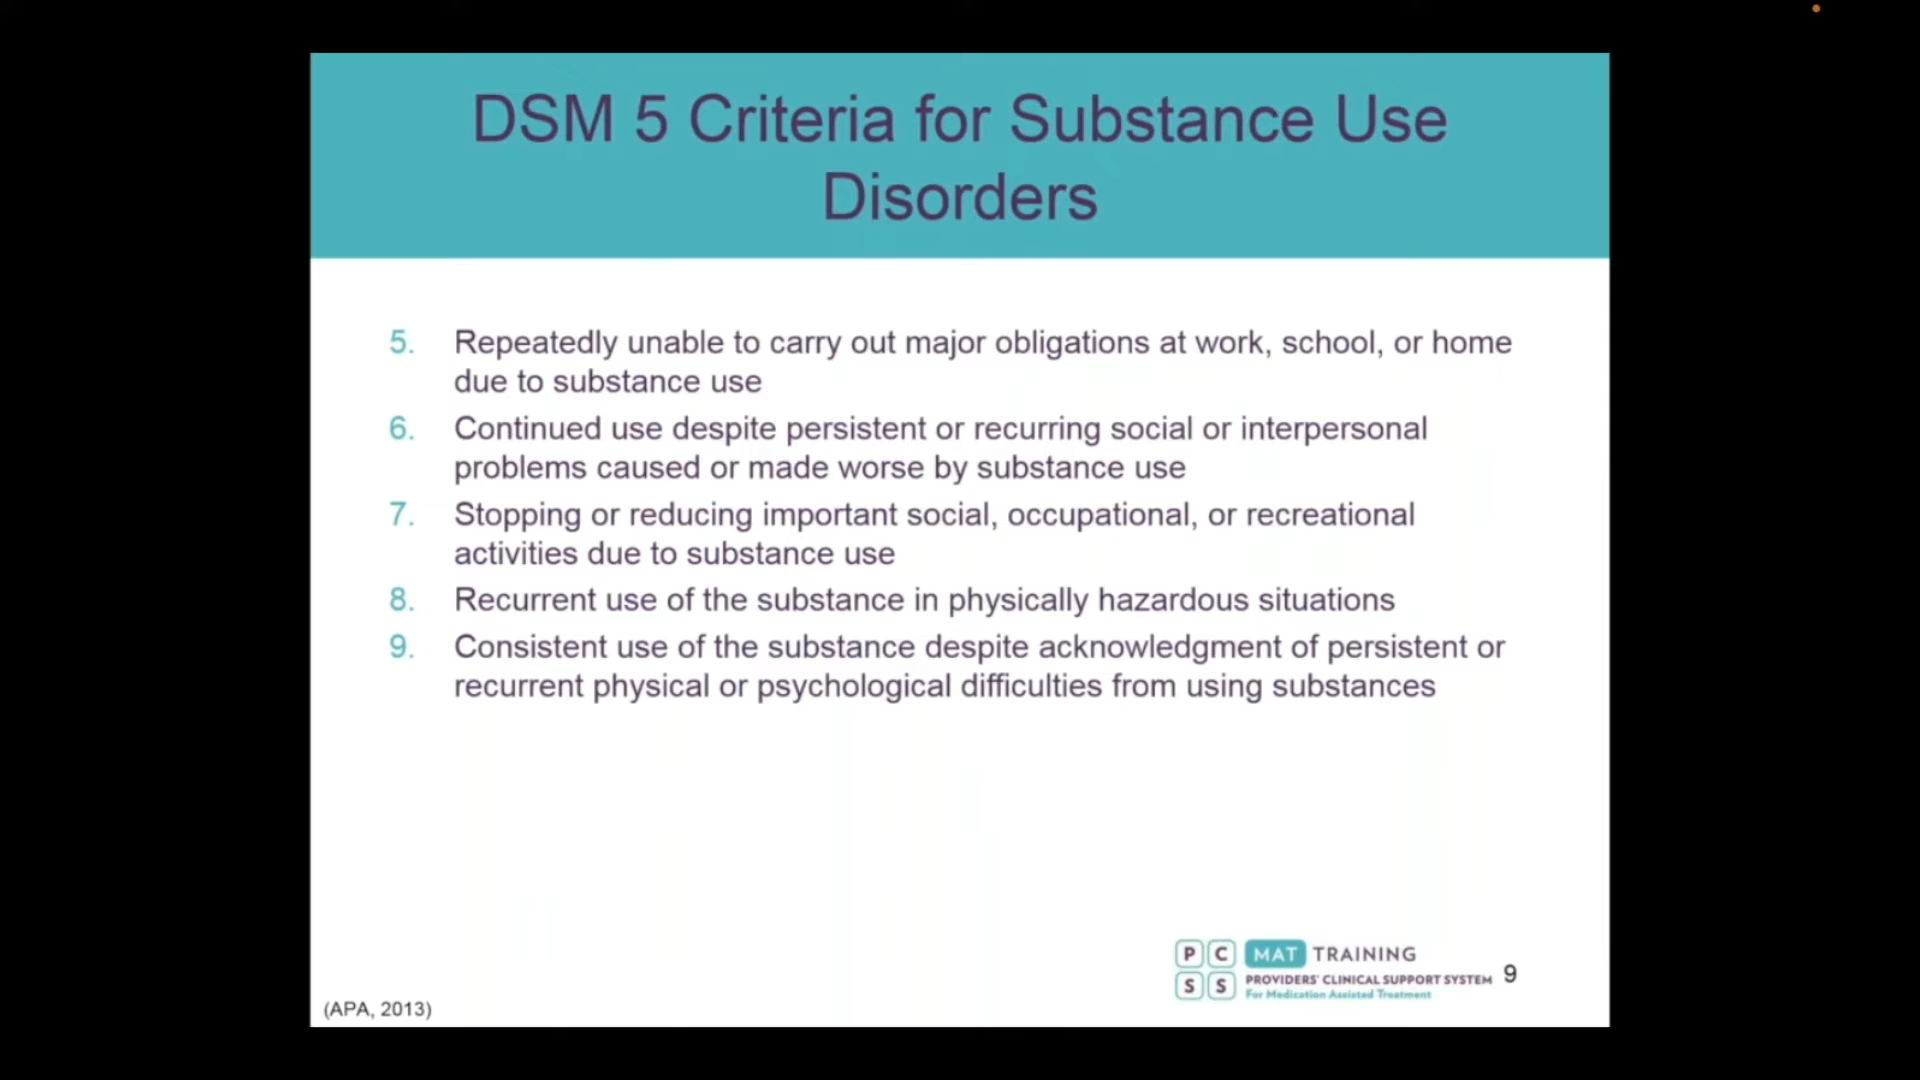 DSM 5 Criteria for Substance Use
Disorders
5. Repeatedly unable to carry out major obligations at work, school, or home
due to substance use
6. Continued use despite persistent or recurring social or interpersonal
problems caused or made worse by substance use
7. Stopping or reducing important social, occupational, or recreational
activities due to substance use
8. Recurrent use of the substance in physically hazardous situations
9. Consistent use of the substance despite acknowledgment of persistent or
recurrent physical or psychological difficulties from using substances
P C MAT TRAINING
S S PROVIDERS' CLINICAL SUPPORT SYSTEM 9
For Medication Assisted Treatment
(APA, 2013)